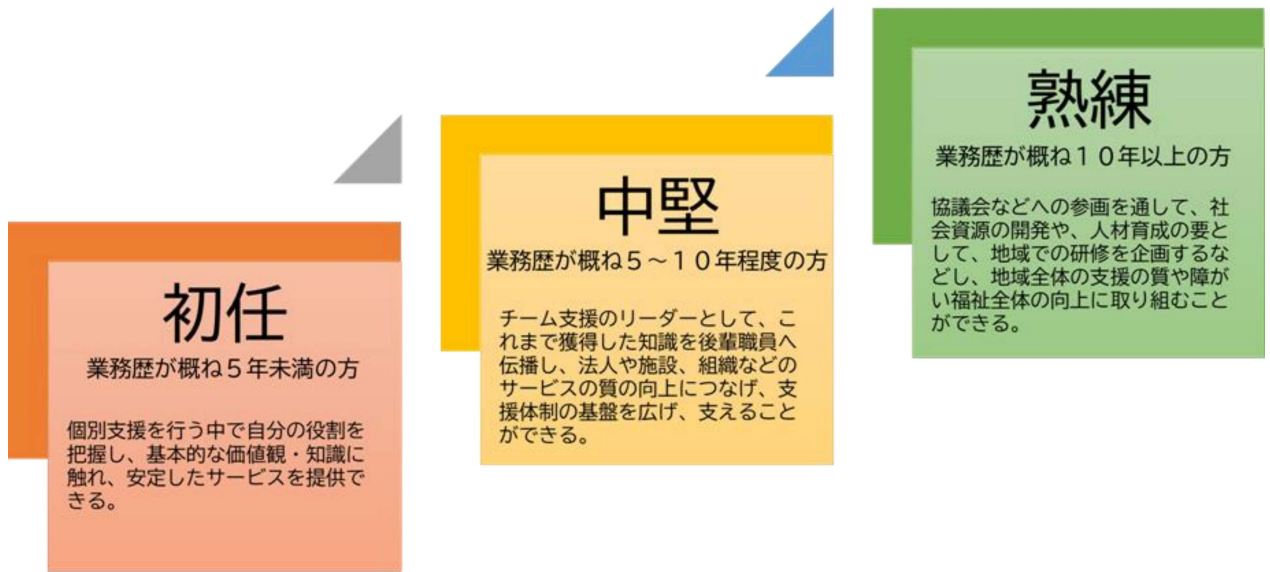 初任
業務歴が概ね５年未満の方
個別支援を行う中で自分の役割を
把握し、基本的な価値観・知識に
触れ、安定したサービスを提供で
きる。
中堅
業務歴が概ね５～１０年程度の方
チーム支援のリーダーとして、こ
れまで獲得した知識を後輩職員へ
伝播し、法人や施設、組織などの
サービスの質の向上につなげ、支
援体制の基盤を広げ、支えること
ができる。
熟練
業務歴が概ね１０年以上の方
協議会などへの参画を通して、社
会資源の開発や、人材育成の要と
して、地域での研修を企画するな
どし、地域全体の支援の質や障が
い福祉全体の向上に取り組むこと
ができる。